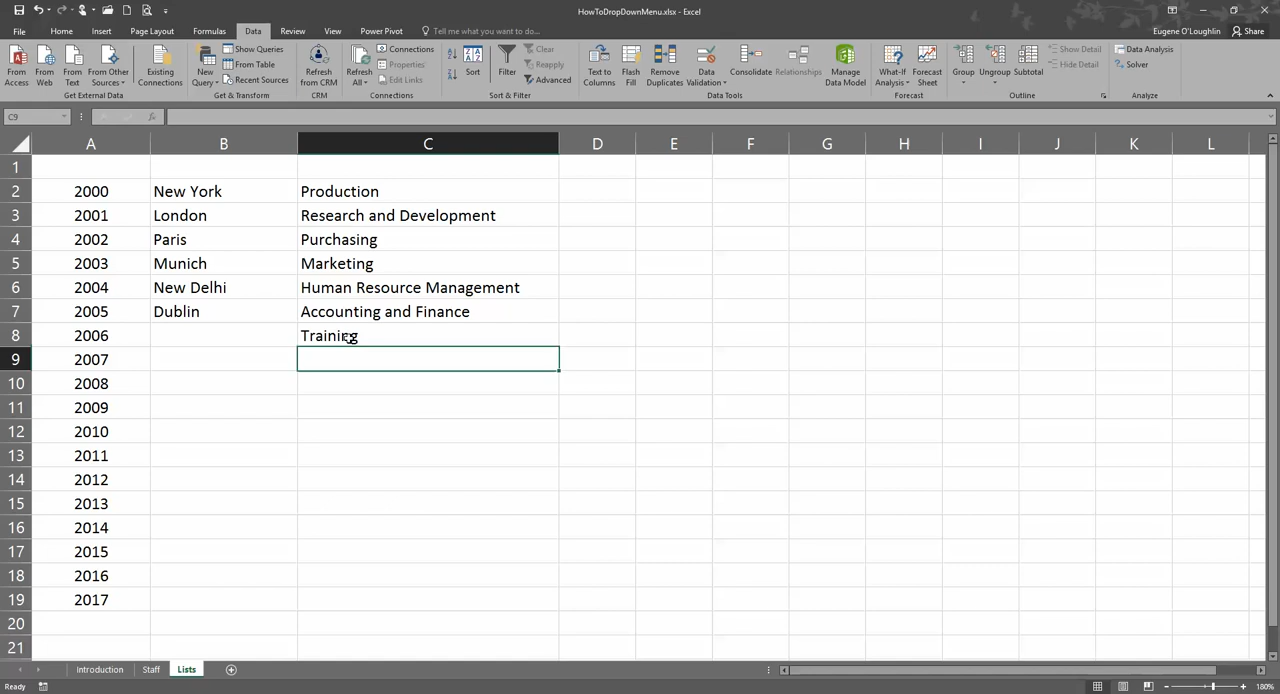 HowToDropDownMenu.xlsx - Excel
File Home Insert Page Layout Formulas Data Review View Power Pivot Tell me what you want to do... Eugene O'Loughlin Share
From Access
From Web
From Text
From Other Sources
Existing Connections
Get External Data
New Query
Show Queries
From Table
Recent Sources
Get & Transform
Refresh from CRM
CRM
Refresh All
Connections
Properties
Edit Links
Connections
Sort
Filter
Clear
Reapply
Advanced
Sort & Filter
Text to Columns
Flash Fill
Remove Duplicates
Data Validation
Consolidate
Relationships
Manage Data Model
Data Tools
What-If Analysis
Forecast Sheet
Forecast
Group
Ungroup
Subtotal
Show Detail
Hide Detail
Outline
Data Analysis
Solver
Analyze
C9
A B C D E F G H I J K L
1
2 2000 New York Production
3 2001 London Research and Development
4 2002 Paris Purchasing
5 2003 Munich Marketing
6 2004 New Delhi Human Resource Management
7 2005 Dublin Accounting and Finance
8 2006 Training
9 2007
10 2008
11 2009
12 2010
13 2011
14 2012
15 2013
16 2014
17 2015
18 2016
19 2017
20
21
Introduction Staff Lists
Ready 180%